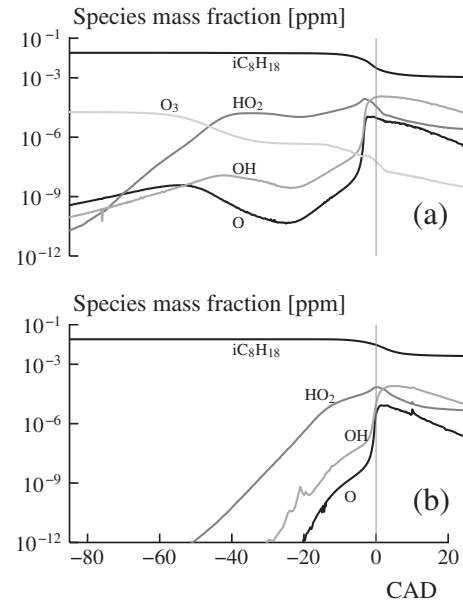 Species mass fraction [ppm]
10⁻¹
iC₈H₁₈
10⁻³
O₃
HO₂
10⁻⁶
OH
10⁻⁹
O
(a)
10⁻¹²
Species mass fraction [ppm]
10⁻¹
iC₈H₁₈
10⁻³
HO₂
10⁻⁶
OH
10⁻⁹
O
(b)
10⁻¹²
−80 −60 −40 −20 0 20
CAD